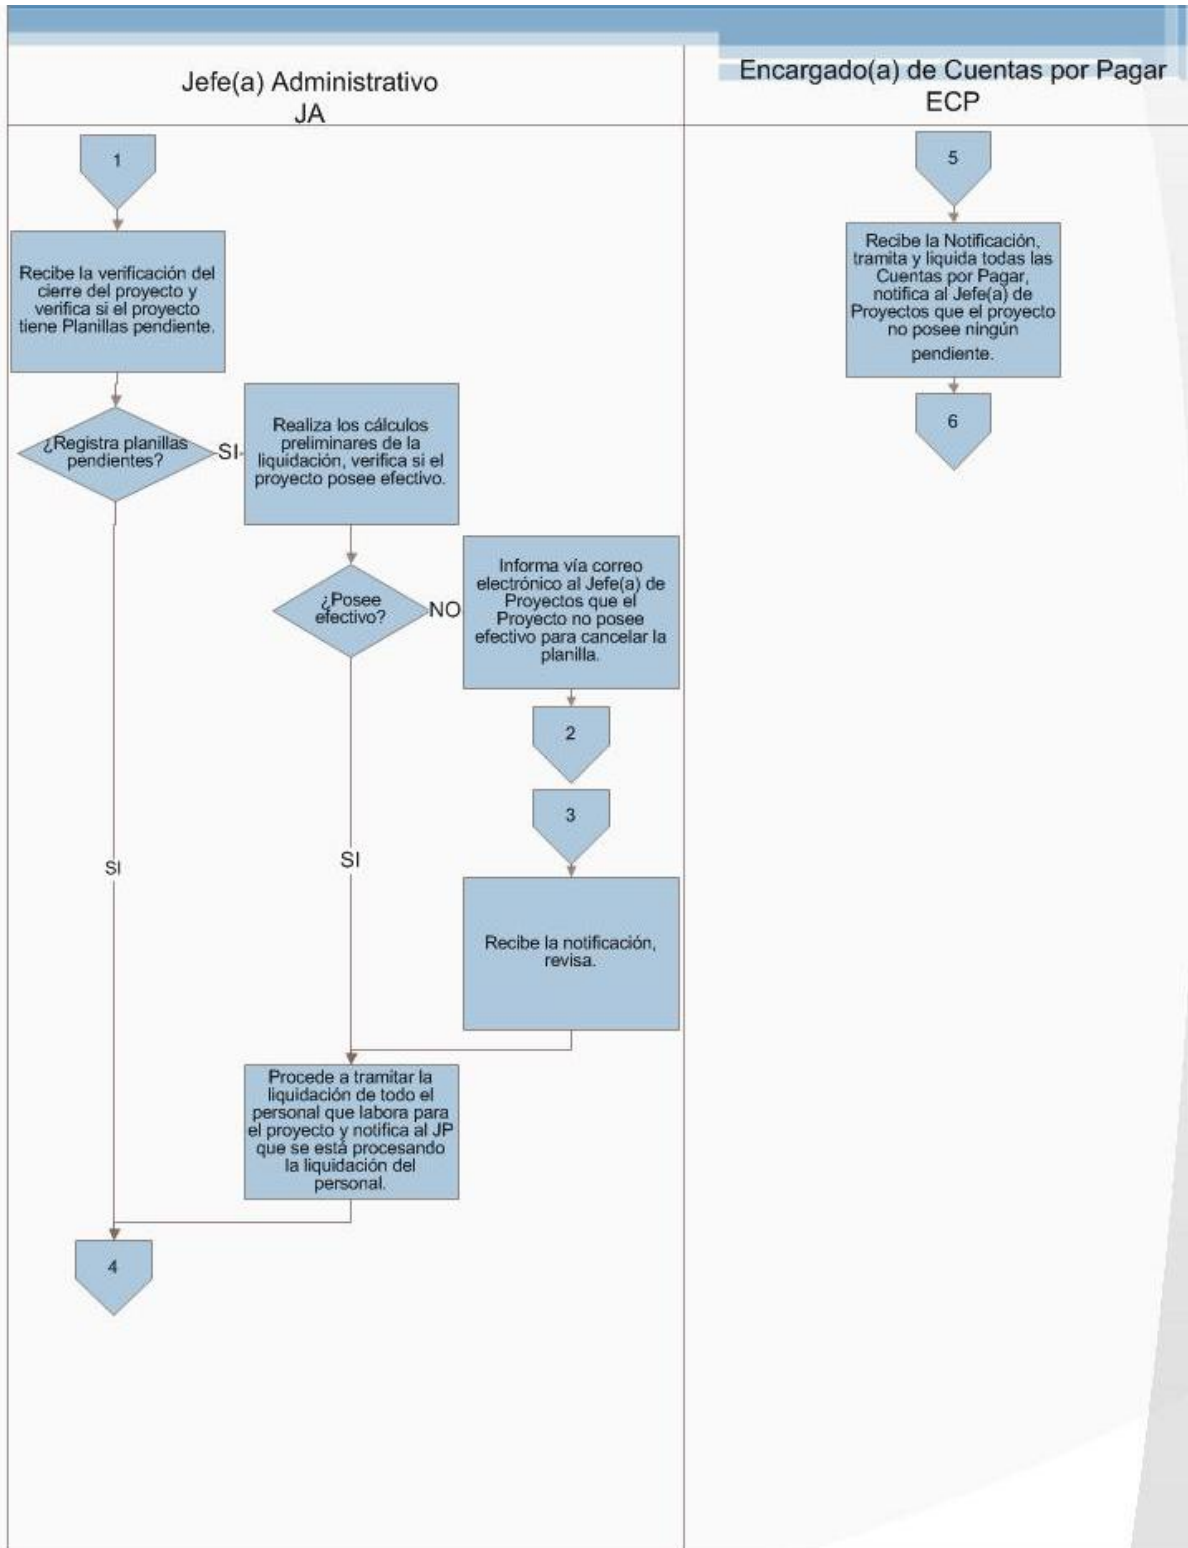 Jefe(a) Administrativo
JA
Encargado(a) de Cuentas por Pagar
ECP
1
Recibe la verificación del
cierre del proyecto y
verifica si el proyecto
tiene Planillas pendiente.
¿Registra planillas
pendientes?
SI
Realiza los cálculos
preliminares de la
liquidación, verifica si el
proyecto posee efectivo.
¿Posee
efectivo?
NO
Informa vía correo
electrónico al Jefe(a) de
Proyectos que el
Proyecto no posee
efectivo para cancelar la
planilla.
2
3
Recibe la notificación,
revisa.
SI
SI
Procede a tramitar la
liquidación de todo el
personal que labora para
el proyecto y notifica al JP
que se está procesando
la liquidación del
personal.
4
5
Recibe la Notificación,
tramita y liquida todas las
Cuentas por Pagar,
notifica al Jefe(a) de
Proyectos que el proyecto
no posee ningún
pendiente.
6